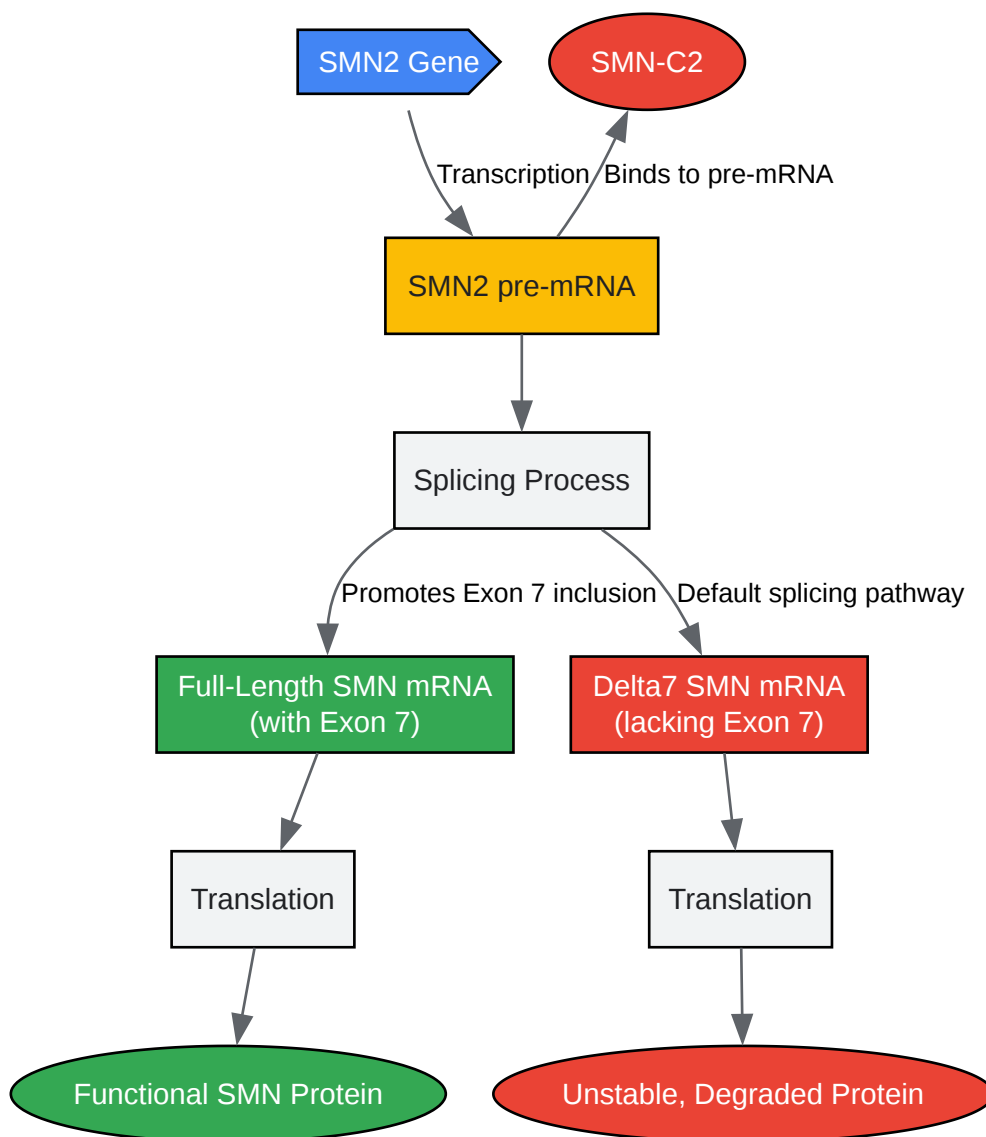 SMN2 Gene
SMN-C2
Transcription
Binds to pre-mRNA
SMN2 pre-mRNA
Splicing Process
Promotes Exon 7 inclusion
Default splicing pathway
Full-Length SMN mRNA
(with Exon 7)
Delta7 SMN mRNA
(lacking Exon 7)
Translation
Translation
Functional SMN Protein
Unstable, Degraded Protein